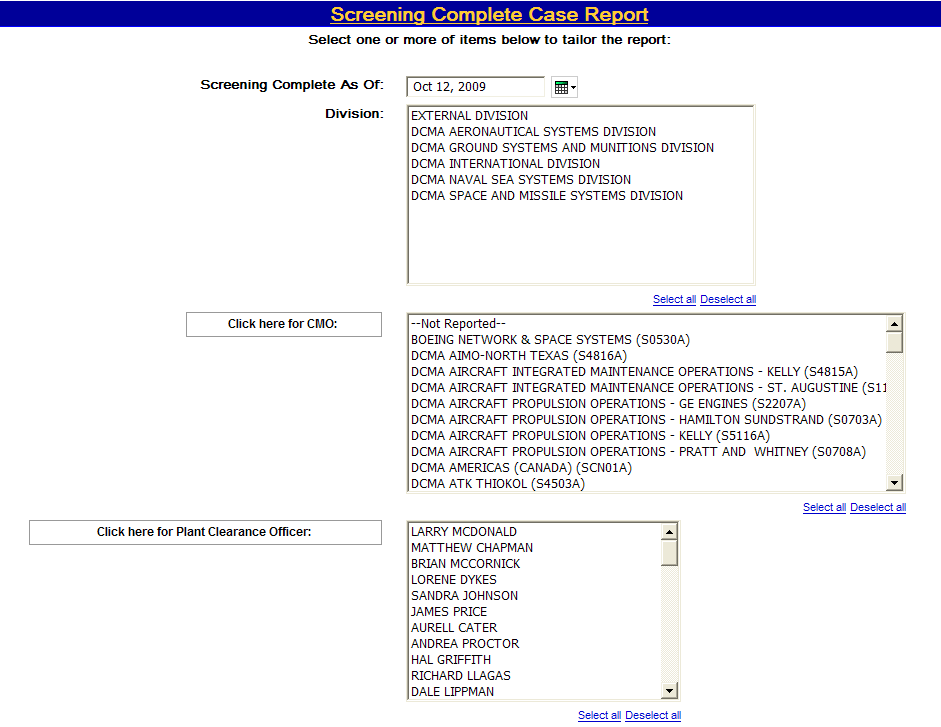 Screening Complete Case Report
Select one or more of items below to tailor the report:
Screening Complete As Of: Oct 12, 2009
Division:
EXTERNAL DIVISION
DCMA AERONAUTICAL SYSTEMS DIVISION
DCMA GROUND SYSTEMS AND MUNITIONS DIVISION
DCMA INTERNATIONAL DIVISION
DCMA NAVAL SEA SYSTEMS DIVISION
DCMA SPACE AND MISSILE SYSTEMS DIVISION
Select all Deselect all
Click here for CMO:
--Not Reported--
BOEING NETWORK & SPACE SYSTEMS (S0530A)
DCMA AIMO-NORTH TEXAS (S4816A)
DCMA AIRCRAFT INTEGRATED MAINTENANCE OPERATIONS - KELLY (S4815A)
DCMA AIRCRAFT INTEGRATED MAINTENANCE OPERATIONS - ST. AUGUSTINE (S11
DCMA AIRCRAFT PROPULSION OPERATIONS - GE ENGINES (S2207A)
DCMA AIRCRAFT PROPULSION OPERATIONS - HAMILTON SUNDSTRAND (S0703A)
DCMA AIRCRAFT PROPULSION OPERATIONS - KELLY (S5116A)
DCMA AIRCRAFT PROPULSION OPERATIONS - PRATT AND  WHITNEY (S0708A)
DCMA AMERICAS (CANADA) (SCN01A)
DCMA ATK THIOKOL (S4503A)
Select all Deselect all
Click here for Plant Clearance Officer:
LARRY MCDONALD
MATTHEW CHAPMAN
BRIAN MCCORNICK
LORENE DYKES
SANDRA JOHNSON
JAMES PRICE
AURELL CATER
ANDREA PROCTOR
HAL GRIFFITH
RICHARD LLAGAS
DALE LIPPMAN
Select all Deselect all